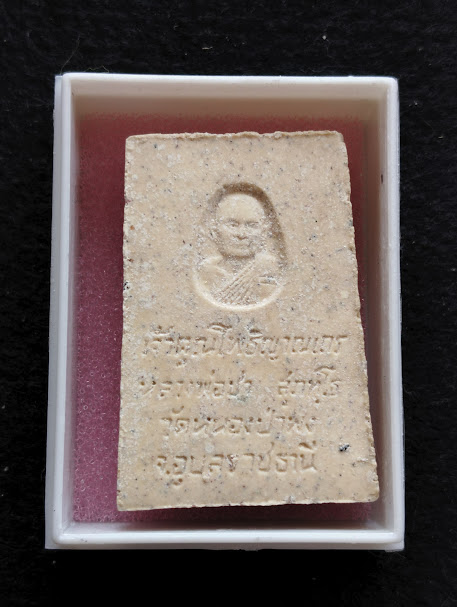 เจ้าคุณโพธิญาณเถร
หลวงพ่อชา สุภทฺโท
วัดหนองป่าพง
จ.อุบลราชธานี